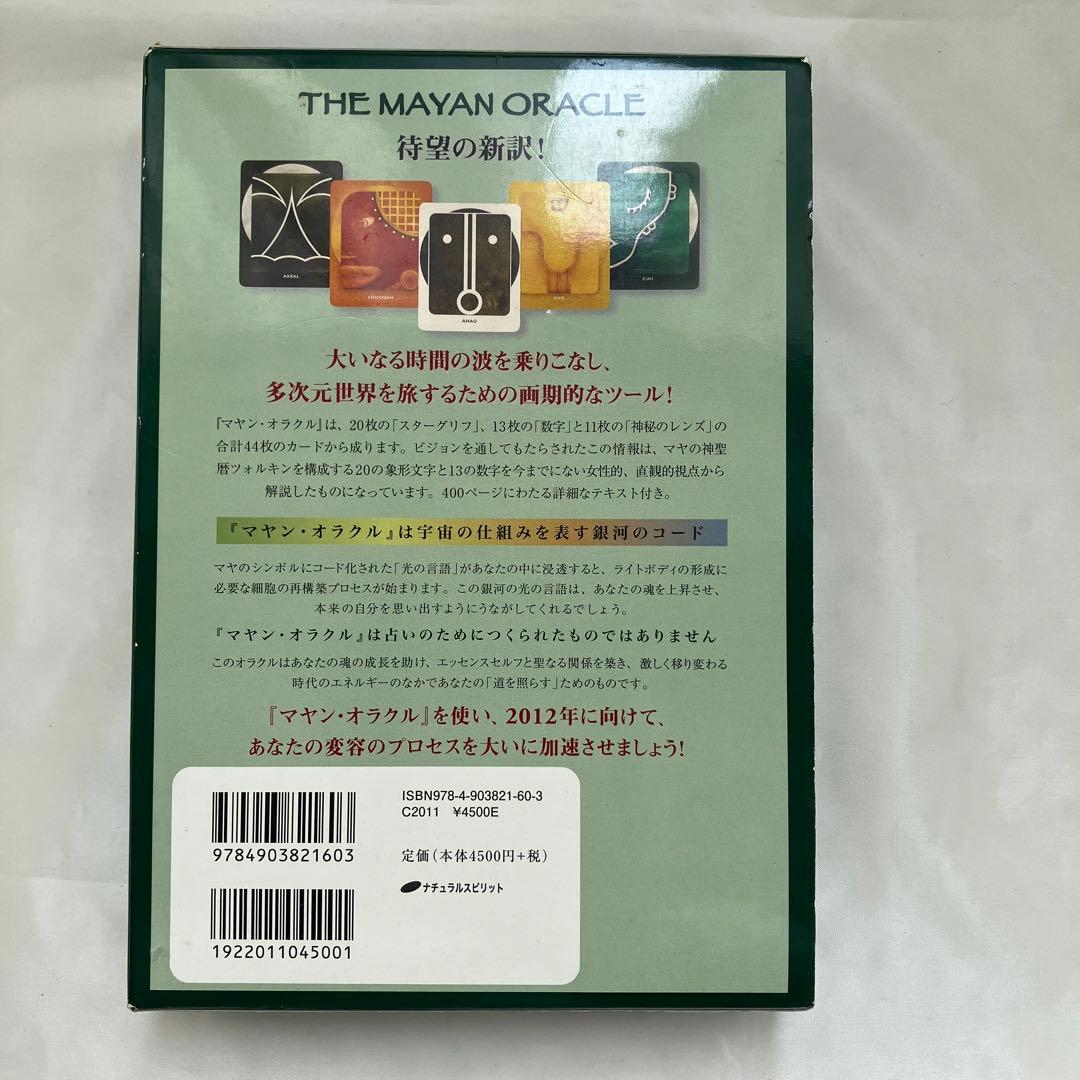 THE MAYAN ORACLE
待望の新訳!
AKBAL
CHICCHAN
AHAU
KAN
CIMI
大いなる時間の波を乗りこなし、
多次元世界を旅するための画期的なツール!
『マヤン・オラクル』は、20枚の「スターグリフ」、13枚の「数字」と11枚の「神秘のレンズ」の
合計44枚のカードから成ります。ビジョンを通してもたらされたこの情報は、マヤの神聖
暦ツォルキンを構成する20の象形文字と13の数字を今までにない女性的、直観的視点から
解説したものになっています。400ページにわたる詳細なテキスト付き。
『マヤン・オラクル』は宇宙の仕組みを表す銀河のコード
マヤのシンボルにコード化された「光の言語」があなたの中に浸透すると、ライトボディの形成に
必要な細胞の再構築プロセスが始まります。この銀河の光の言語は、あなたの魂を上昇させ、
本来の自分を思い出すようにうながしてくれるでしょう。
『マヤン・オラクル』は占いのためにつくられたものではありません
このオラクルはあなたの魂の成長を助け、エッセンスセルフと聖なる関係を築き、激しく移り変わる
時代のエネルギーのなかであなたの「道を照らす」ためのものです。
『マヤン・オラクル』を使い、2012年に向けて、
あなたの変容のプロセスを大いに加速させましょう!
ISBN978-4-903821-60-3
C2011 ¥4500E
9784903821603
定価(本体4500円+税)
ナチュラルスピリット
1922011045001